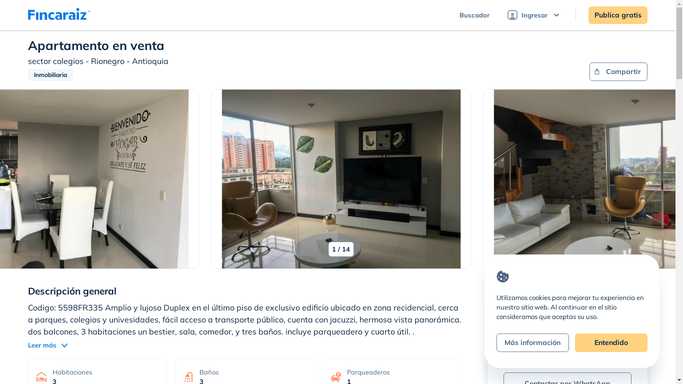 Fincaraiz
Buscador
Ingresar
Publica gratis
Apartamento en venta
sector colegios - Rionegro - Antioquia
Inmobiliaria
Compartir
BIENVENIDO
HOGAR
1 / 14
Descripción general
Codigo: 5598FR335 Amplio y lujoso Duplex en el último piso de exclusivo edificio ubicado en zona residencial, cerca
a parques, colegios y univesidades, fácil acceso a transporte público, cuenta con jacuzzi, hermosa vista panorámica.
dos balcones, 3 habitaciones un bestier, sala, comedor, y tres baños. incluye parqueadero y cuarto útil. .
Leer más
Habitaciones
3
Baños
3
Parqueaderos
1
Utilizamos cookies para mejorar tu experiencia en
nuestro sitio web. Al continuar en el sitio
consideramos que aceptas su uso.
Más información
Entendido
Contactar por WhatsApp